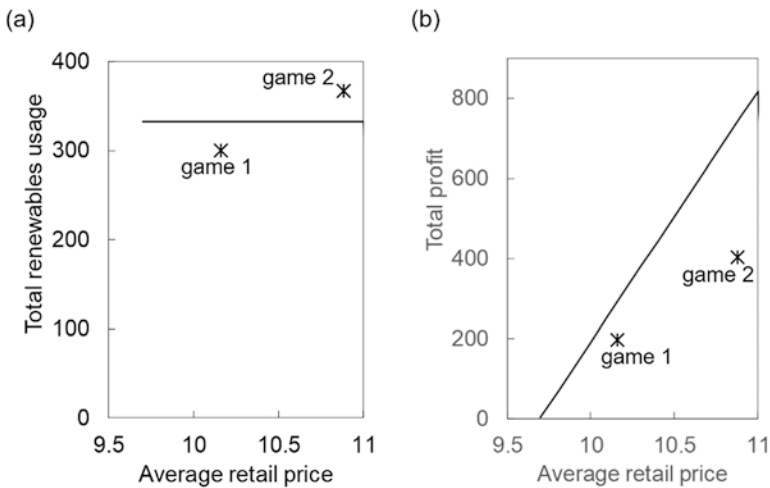 (a)
400
300
200
100
0
9.5 10 10.5 11
Total renewables usage
Average retail price
game 2
game 1
(b)
800
600
400
200
0
9.5 10 10.5 11
Total profit
Average retail price
game 2
game 1